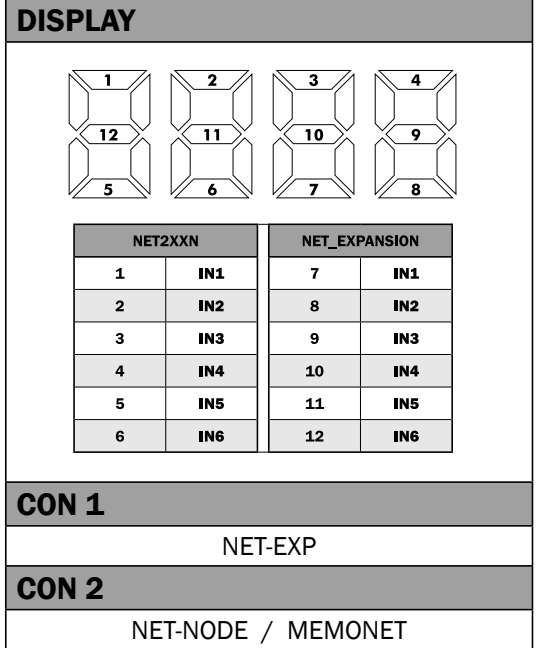 DISPLAY
1 2 3 4
12 11 10 9
5 6 7 8
NET2XXN NET_EXPANSION
1 IN1 7 IN1
2 IN2 8 IN2
3 IN3 9 IN3
4 IN4 10 IN4
5 IN5 11 IN5
6 IN6 12 IN6
CON 1
NET-EXP
CON 2
NET-NODE / MEMONET